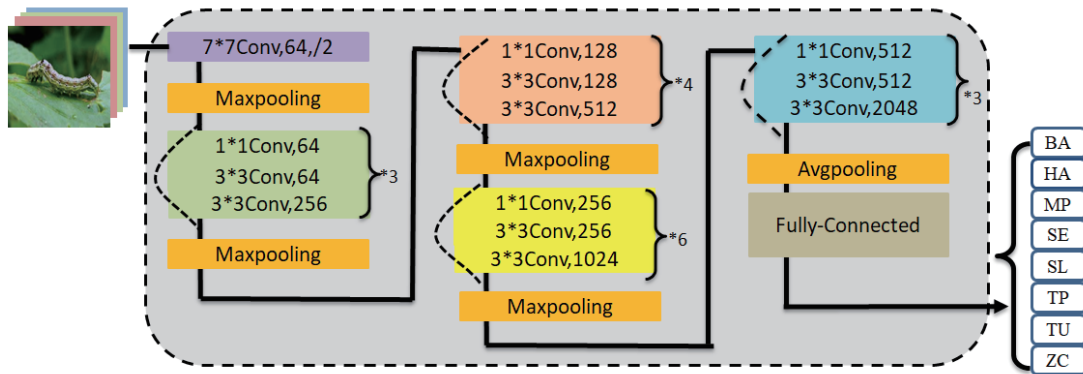 7*7Conv,64,/2
Maxpooling
1*1Conv,64
3*3Conv,64
3*3Conv,256
*3
Maxpooling
1*1Conv,128
3*3Conv,128
3*3Conv,512
*4
Maxpooling
1*1Conv,256
3*3Conv,256
3*3Conv,1024
*6
Maxpooling
1*1Conv,512
3*3Conv,512
3*3Conv,2048
*3
Avgpooling
Fully-Connected
BA
HA
MP
SE
SL
TP
TU
ZC